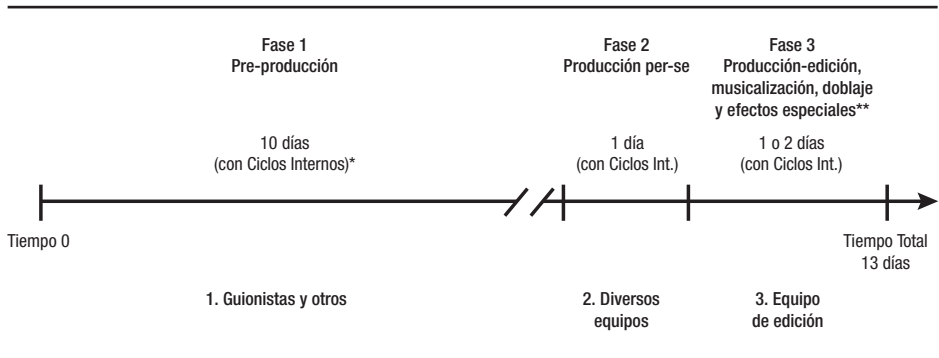 Fase 1
Pre-producción
Fase 2
Producción per-se
Fase 3
Producción-edición,
musicalización, doblaje
y efectos especiales**
10 días
(con Ciclos Internos)*
1 día
(con Ciclos Int.)
1 o 2 días
(con Ciclos Int.)
Tiempo 0
Tiempo Total
13 días
1. Guionistas y otros
2. Diversos
equipos
3. Equipo
de edición